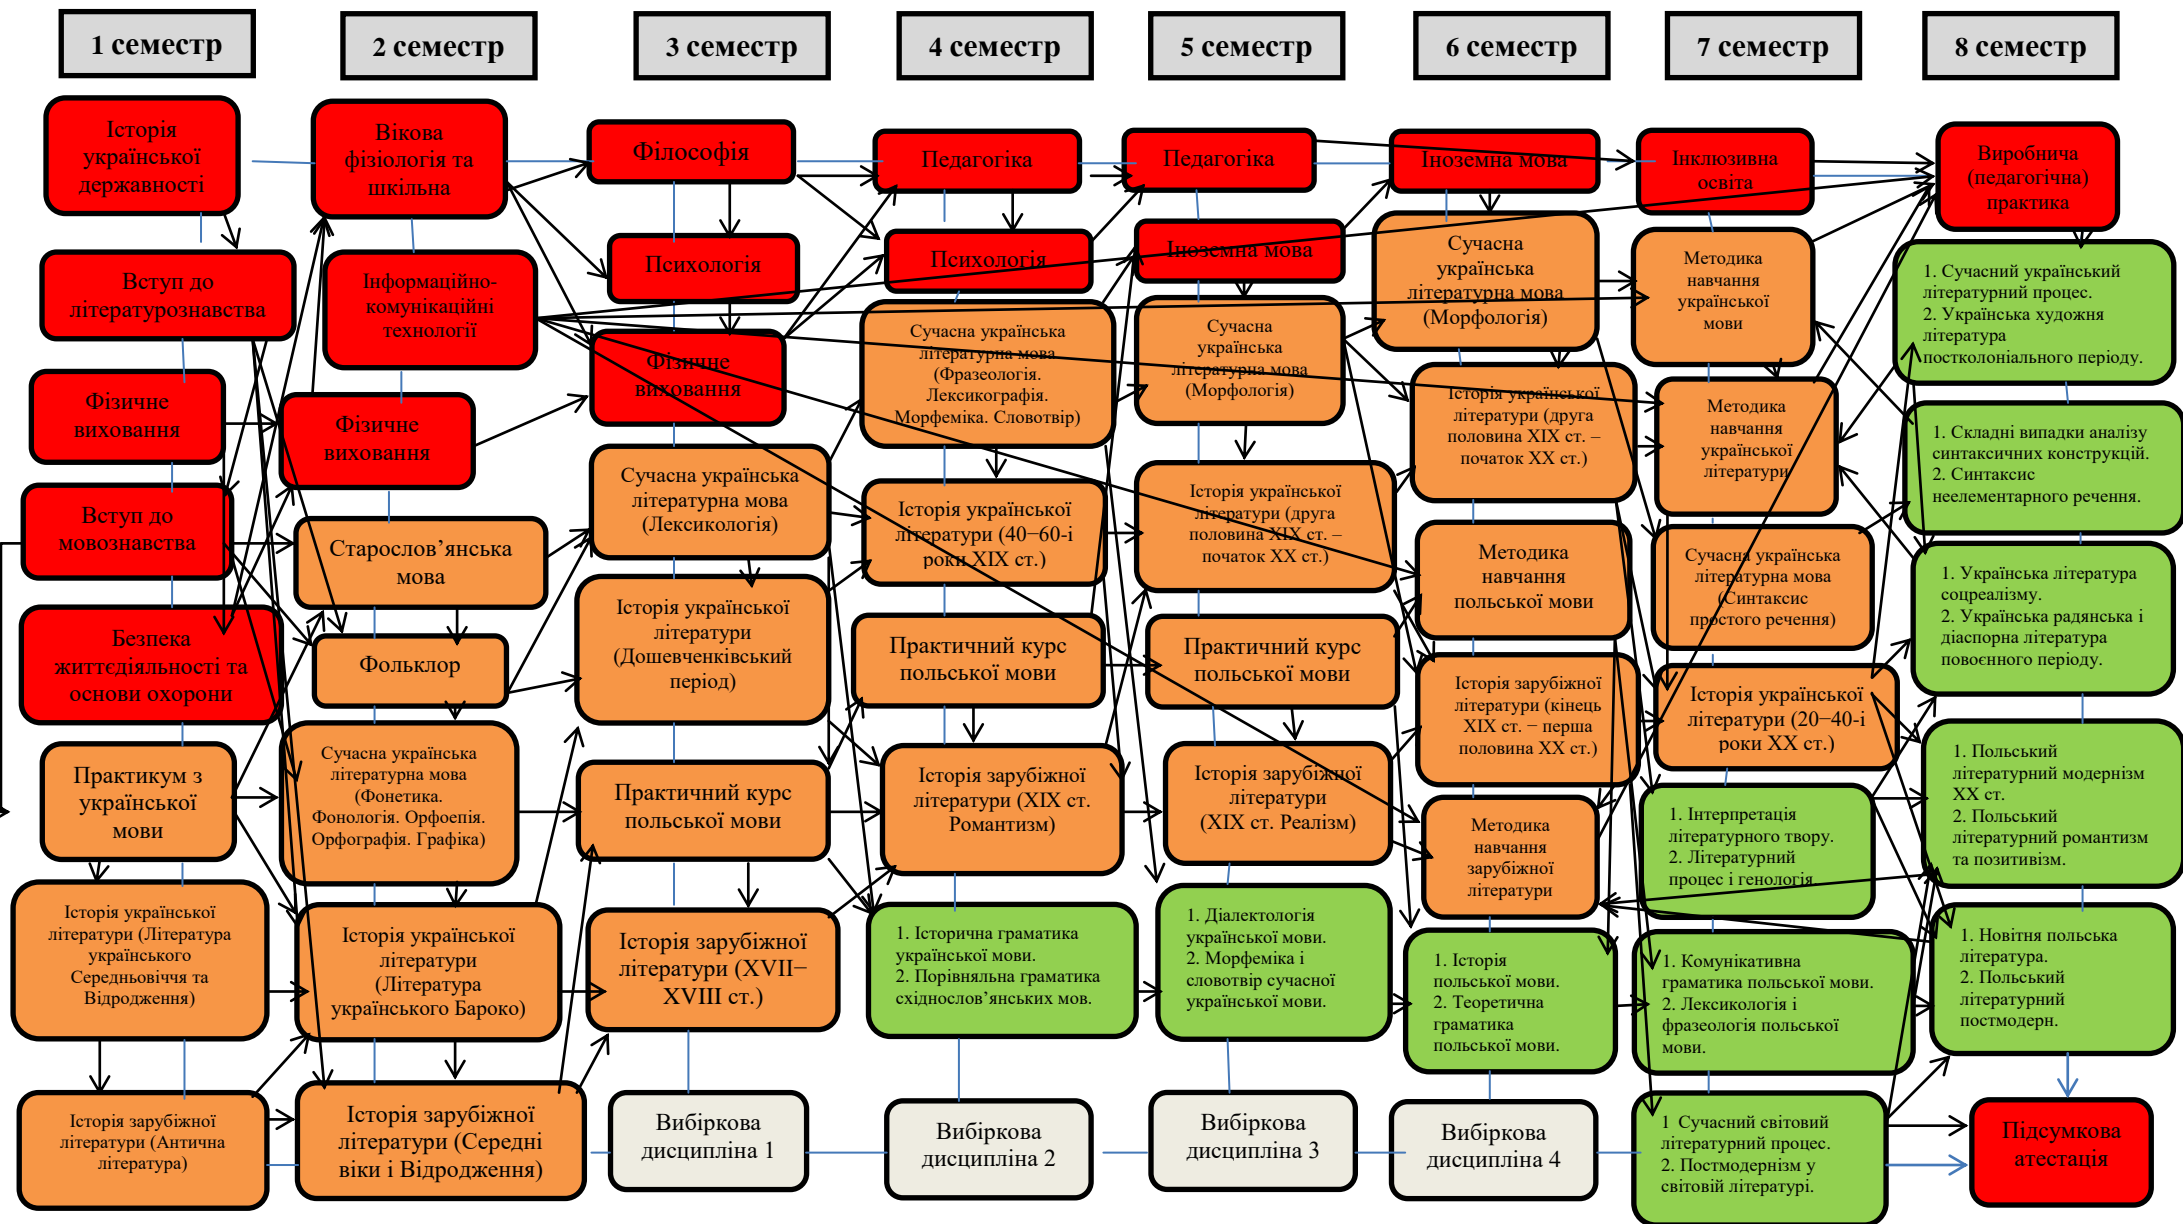 1 семестр
2 семестр
3 семестр
4 семестр
5 семестр
6 семестр
7 семестр
8 семестр
Історія
української
державності
Вступ до
літературознавства
Фізичне
виховання
Вступ до
мовознавства
Безпека
життєдіяльності та
основи охорони
Практикум з
української
мови
Історія української
літератури (Література
українського
Середньовіччя та
Відродження)
Історія зарубіжної
літератури (Антична
література)
Вікова
фізіологія та
шкільна
Інформаційно-
комунікаційні
технології
Фізичне
виховання
Старослов’янська
мова
Фольклор
Сучасна українська
літературна мова
(Фонетика.
Фонологія. Орфоепія.
Орфографія. Графіка)
Історія української
літератури
(Література
українського Бароко)
Історія зарубіжної
літератури (Середні
віки і Відродження)
Філософія
Психологія
Фізичне
виховання
Сучасна українська
літературна мова
(Лексикологія)
Історія української
літератури
(Дошевченківський
період)
Практичний курс
польської мови
Історія зарубіжної
літератури (XVII−
XVIII ст.)
Вибіркова
дисципліна 1
Педагогіка
Психологія
Сучасна українська
літературна мова
(Фразеологія.
Лексикографія.
Морфеміка. Словотвір)
Історія української
літератури (40−60-і
роки XIX ст.)
Практичний курс
польської мови
Історія зарубіжної
літератури (XIX ст.
Романтизм)
1. Історична граматика
української мови.
2. Порівняльна граматика
східнослов’янських мов.
Вибіркова
дисципліна 2
Педагогіка
Іноземна мова
Сучасна
українська
літературна мова
(Морфологія)
Історія української
літератури (друга
половина XIX ст. –
початок XX ст.)
Практичний курс
польської мови
Історія зарубіжної
літератури
(XIX ст. Реалізм)
1. Діалектологія
української мови.
2. Морфеміка і
словотвір сучасної
української мови.
Вибіркова
дисципліна 3
Іноземна мова
Сучасна
українська
літературна мова
(Морфологія)
Історія української
літератури (друга
половина XIX ст. –
початок XX ст.)
Методика
навчання
польської мови
Історія зарубіжної
літератури (кінець
XIX ст. − перша
половина XX ст.)
Методика
навчання
зарубіжної
літератури
1. Історія
польської мови.
2. Теоретична
граматика
польської мови.
Вибіркова
дисципліна 4
Інклюзивна
освіта
Методика
навчання
української
мови
Методика
навчання
української
літератури
Сучасна українська
літературна мова
(Синтаксис
простого речення)
Історія української
літератури (20−40-і
роки XX ст.)
1. Інтерпретація
літературного твору.
2. Літературний
процес і генологія
1. Комунікативна
граматика польської мови.
2. Лексикологія і
фразеологія польської
мови.
1 Сучасний світовий
літературний процес.
2. Постмодернізм у
світовій літературі.
Виробнича
(педагогічна)
практика
1. Сучасний український
літературний процес.
2. Українська художня
література
постколоніального періоду.
1. Складні випадки аналізу
синтаксичних конструкцій.
2. Синтаксис
неелементарного речення.
1. Українська література
соцреалізму.
2. Українська радянська і
діаспорна література
повоєнного періоду.
1. Польський
літературний модернізм
XX ст.
2. Польський
літературний романтизм
та позитивізм.
1. Новітня польська
література.
2. Польський
літературний
постмодерн.
Підсумкова
атестація